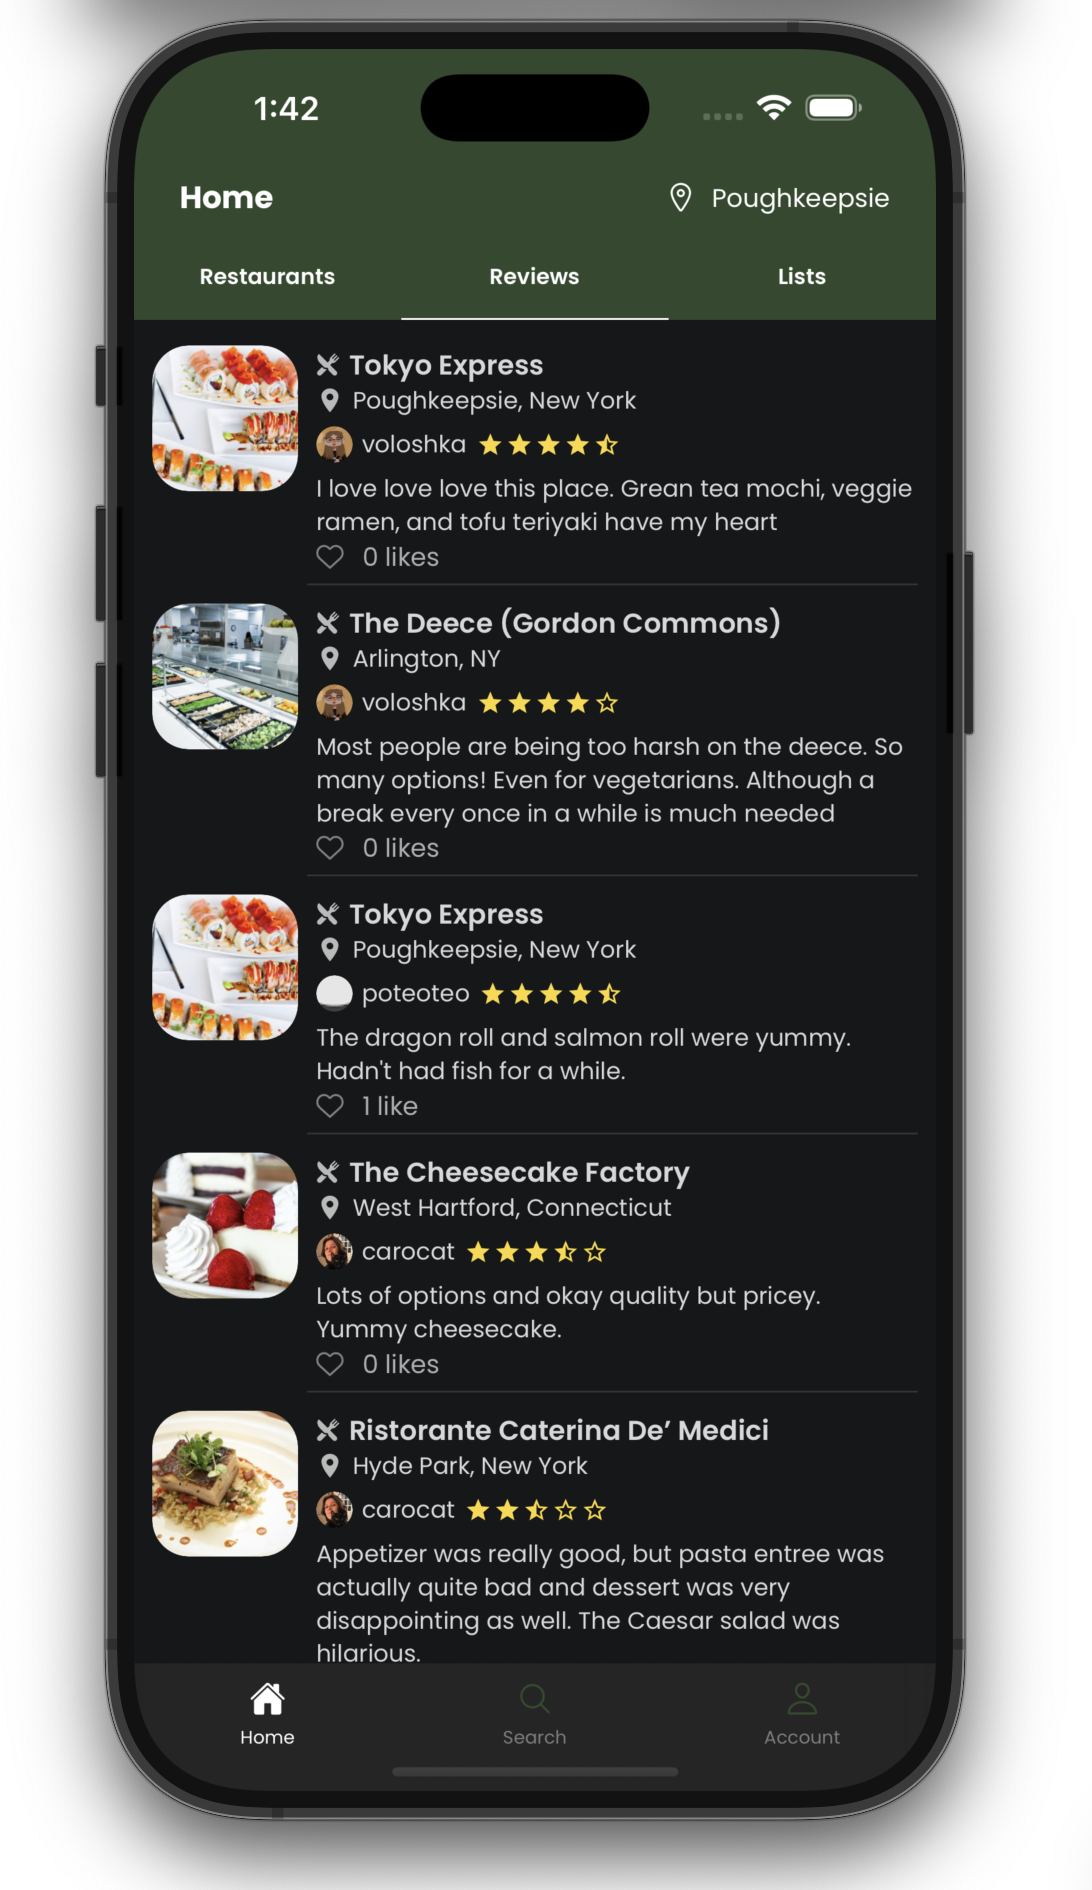 1:42
Home
Poughkeepsie
Restaurants
Reviews
Lists
Tokyo Express
Poughkeepsie, New York
voloshka
I love love love this place. Grean tea mochi, veggie
ramen, and tofu teriyaki have my heart
0 likes
The Deece (Gordon Commons)
Arlington, NY
voloshka
Most people are being too harsh on the deece. So
many options! Even for vegetarians. Although a
break every once in a while is much needed
0 likes
Tokyo Express
Poughkeepsie, New York
poteoteo
The dragon roll and salmon roll were yummy.
Hadn't had fish for a while.
1 like
The Cheesecake Factory
West Hartford, Connecticut
carocat
Lots of options and okay quality but pricey.
Yummy cheesecake.
0 likes
Ristorante Caterina De’ Medici
Hyde Park, New York
carocat
Appetizer was really good, but pasta entree was
actually quite bad and dessert was very
disappointing as well. The Caesar salad was
hilarious.
Home
Search
Account